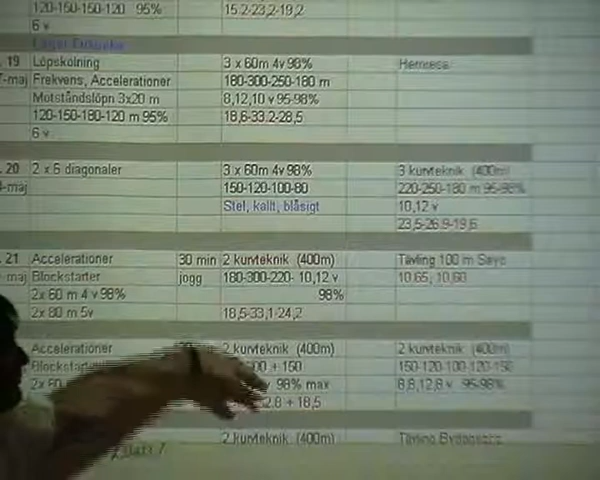 120-150-150-120 95% 15.2-23,2-19,2
6 v
19 Löpskolning 3 x 60m 4v 98% Hemresa
maj Frekvens, Accelerationer 180-300-250-180 m
Motståndslöpn 3x20 m 8,12,10 v 95-98%
120-150-180-120 m 95% 18,6-33.2-28,5
6 v
20 2 x 6 diagonaler 3 x 60m 4v 98% 3 kurvteknik (400m)
maj 150-120-100-80 220-250-180 m 95-98%
Stel, kallt, blåsigt 10,12 v
23,5-26.9-19,6
21 Accelerationer 30 min 2 kurvteknik (400m) Tävling 100 m
maj Blockstarter jogg 180-300-220- 10,12 v 10.65, 10,60
2x 60 m 4 v 98% 98%
2x 80 m 5v 18,5-33,1-24,2
Accelerationer 2 kurvteknik (400m) 2 kurvteknik (400m)
+ 150 150-120-100-120-150
2x 98% max 8,8,12,8 v 95-98%
+ 18,5
2 kurvteknik (400m) Tävling